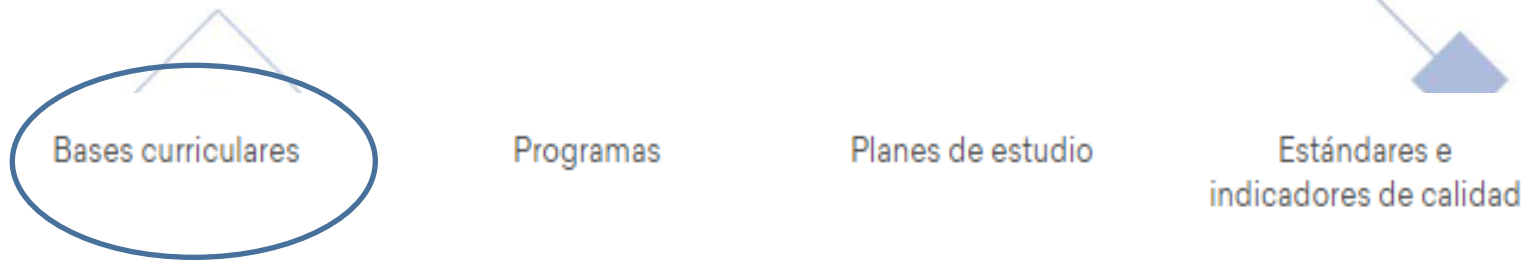 Bases curriculares
Programas
Planes de estudio
Estándares e
indicadores de calidad